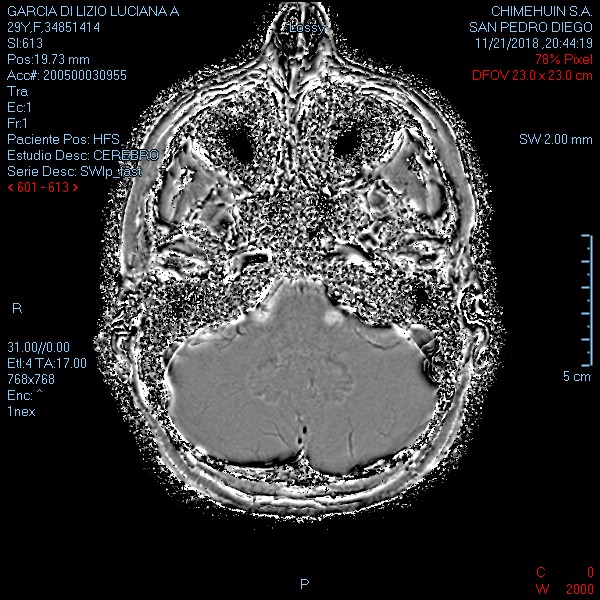 GARCIA DI LIZIO LUCIANA A
29Y,F,34851414
Sl:613
Pos:19.73 mm
Acc#: 200500030955
Tra
Ec:1
Fr:1
Paciente Pos: HFS
Estudio Desc: CEREBRO
Serie Desc: SWIp_fast
< 601 - 613 >
Lossy
CHIMEHUIN S.A.
SAN PEDRO DIEGO
11/21/2018 ,20:44:19
78% Pixel
DFOV 23.0 x 23.0 cm
SW 2.00 mm
R
31.00//0.00
Etl:4 TA:17.00
768x768
Enc: ^
1nex
5 cm
P
C 0
W 2000